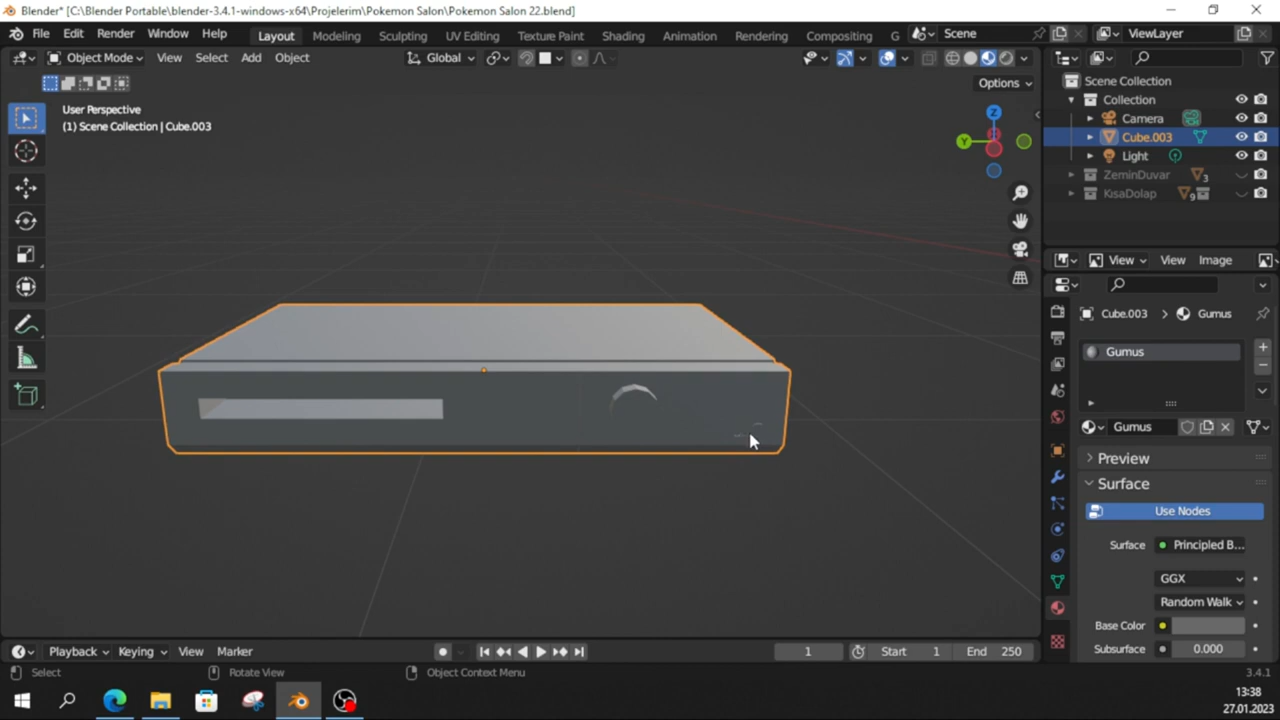 Blender* [C:\Blender Portable\blender-3.4.1-windows-x64\Projelerim\Pokemon Salon\Pokemon Salon 22.blend]
File Edit Render Window Help Layout Modeling Sculpting UV Editing Texture Paint Shading Animation Rendering Compositing G Scene ViewLayer
Object Mode View Select Add Object Global
Options
User Perspective
(1) Scene Collection | Cube.003
Z
Y
Scene Collection
Collection
Camera
Cube.003
Light
ZeminDuvar 3
KısaDolap 9
View View Image
Cube.003 > Gumus
Gumus
Gumus
Preview
Surface
Use Nodes
Surface Principled B...
GGX
Random Walk
Base Color
Subsurface 0.000
Playback Keying View Marker 1 Start 1 End 250
Select Rotate View Object Context Menu 3.4.1
13:38
27.01.2023